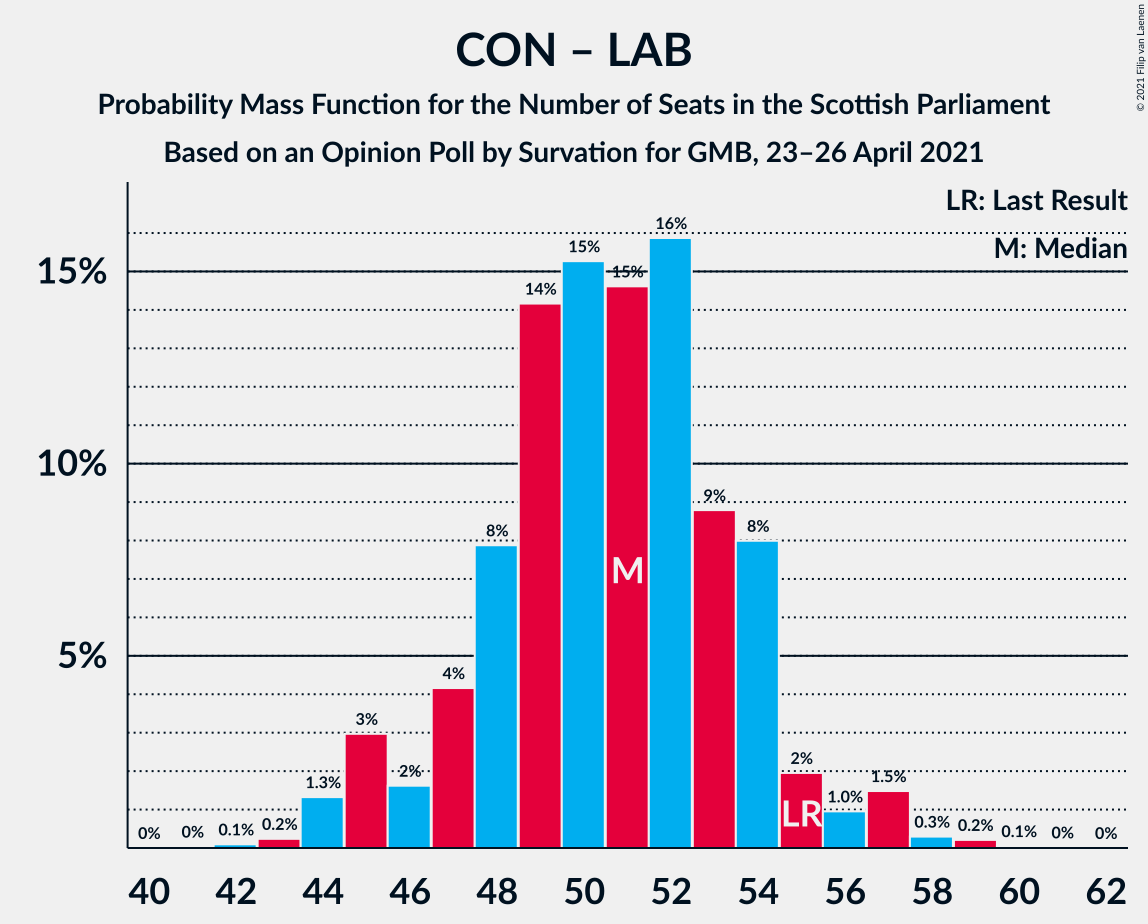 CON – LAB
Probability Mass Function for the Number of Seats in the Scottish Parliament
Based on an Opinion Poll by Survation for GMB, 23–26 April 2021
© 2021 Filip van Laenen
LR: Last Result
M: Median
15%
10%
5%
0% 0% 0.1% 0.2% 1.3% 3% 2% 4% 8% 14% 15% 15% 16% 9% 8% 2% 1.0% 1.5% 0.3% 0.2% 0.1% 0% 0%
M
LR
40 42 44 46 48 50 52 54 56 58 60 62